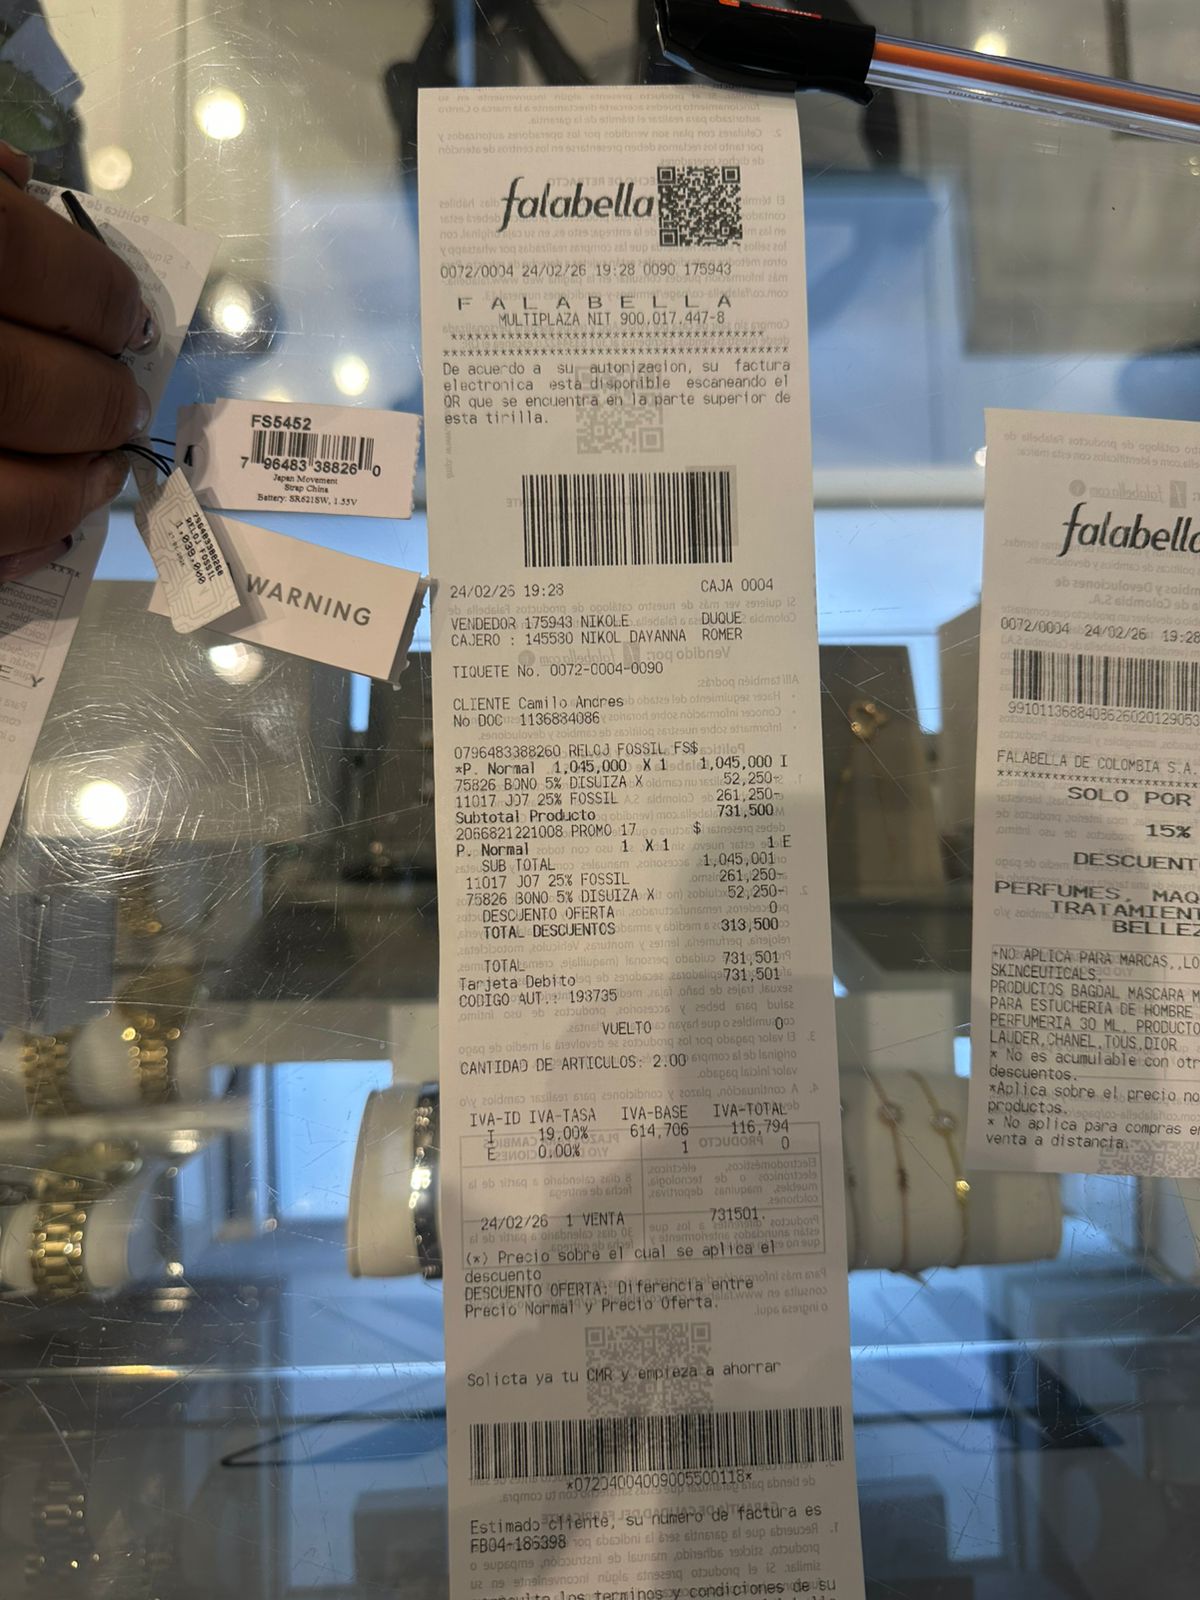 falabella
0072/0004 24/02/26 19:28 0090 175943
F A L A B E L L A
MULTIPLAZA NIT 900.017.447-8
De acuerdo a su autorizacion, su factura
electronica esta disponible escaneando el
QR que se encuentra en la parte superior de
esta tirilla.
24/02/26 19:28 CAJA 0004
VENDEDOR 175943 NIKOLE DUQUE
CAJERO : 145530 NIKOL DAYANNA ROMER
TIQUETE No. 0072-0004-0090
CLIENTE Camilo Andres
No DOC 1136884086
0796483388260 RELOJ FOSSIL FS$
*P. Normal 1,045,000 X 1 1,045,000 I
75826 BONO 5% DISUIZA X 52,250-
11017 J07 25% FOSSIL 261,250-
Subtotal Producto 731,500
2066821221008 PROMO 17 $
P. Normal 1 X 1 1 E
SUB TOTAL 1,045,001
11017 J07 25% FOSSIL 261,250-
75826 BONO 5% DISUIZA X 52,250-
DESCUENTO OFERTA 0
TOTAL DESCUENTOS 313,500
TOTAL 731,501
Tarjeta Debito 731,501
CODIGO AUT.: 193735
VUELTO 0
CANTIDAD DE ARTICULOS: 2.00
IVA-ID IVA-TASA IVA-BASE IVA-TOTAL
I 19.00% 614,706 116,794
E 0.00% 1 0
24/02/26 1 VENTA 731501.
(*) Precio sobre el cual se aplica el
descuento
DESCUENTO OFERTA: Diferencia entre
Precio Normal y Precio Oferta.
Solicta ya tu CMR y empieza a ahorrar
*07204004009005500118*
Estimado cliente, su numero de factura es
FB04-186398
los terminos y condiciones de su
FS5452
7 96483 38826 0
Japan Movement
Strap China
Battery: SR621SW, 1.55V
796483388260
RELOJ FOSSIL
WARNING
falabella
0072/0004 24/02/26 19:28
FALABELLA DE COLOMBIA S.A.
SOLO POR
15%
DESCUENT
PERFUMES, MAQ
TRATAMIENT
BELLEZ
*NO APLICA PARA MARCAS,,LO
SKINCEUTICALS
PRODUCTOS BAGDAL MASCARA M
PARA ESTUCHERIA DE HOMBRE
PERFUMERIA 30 ML, PRODUCTO
LAUDER,CHANEL,TOUS,DIOR
* No es acumulable con otr
descuentos.
*Aplica sobre el precio no
productos.
* No aplica para compras en
venta a distancia.